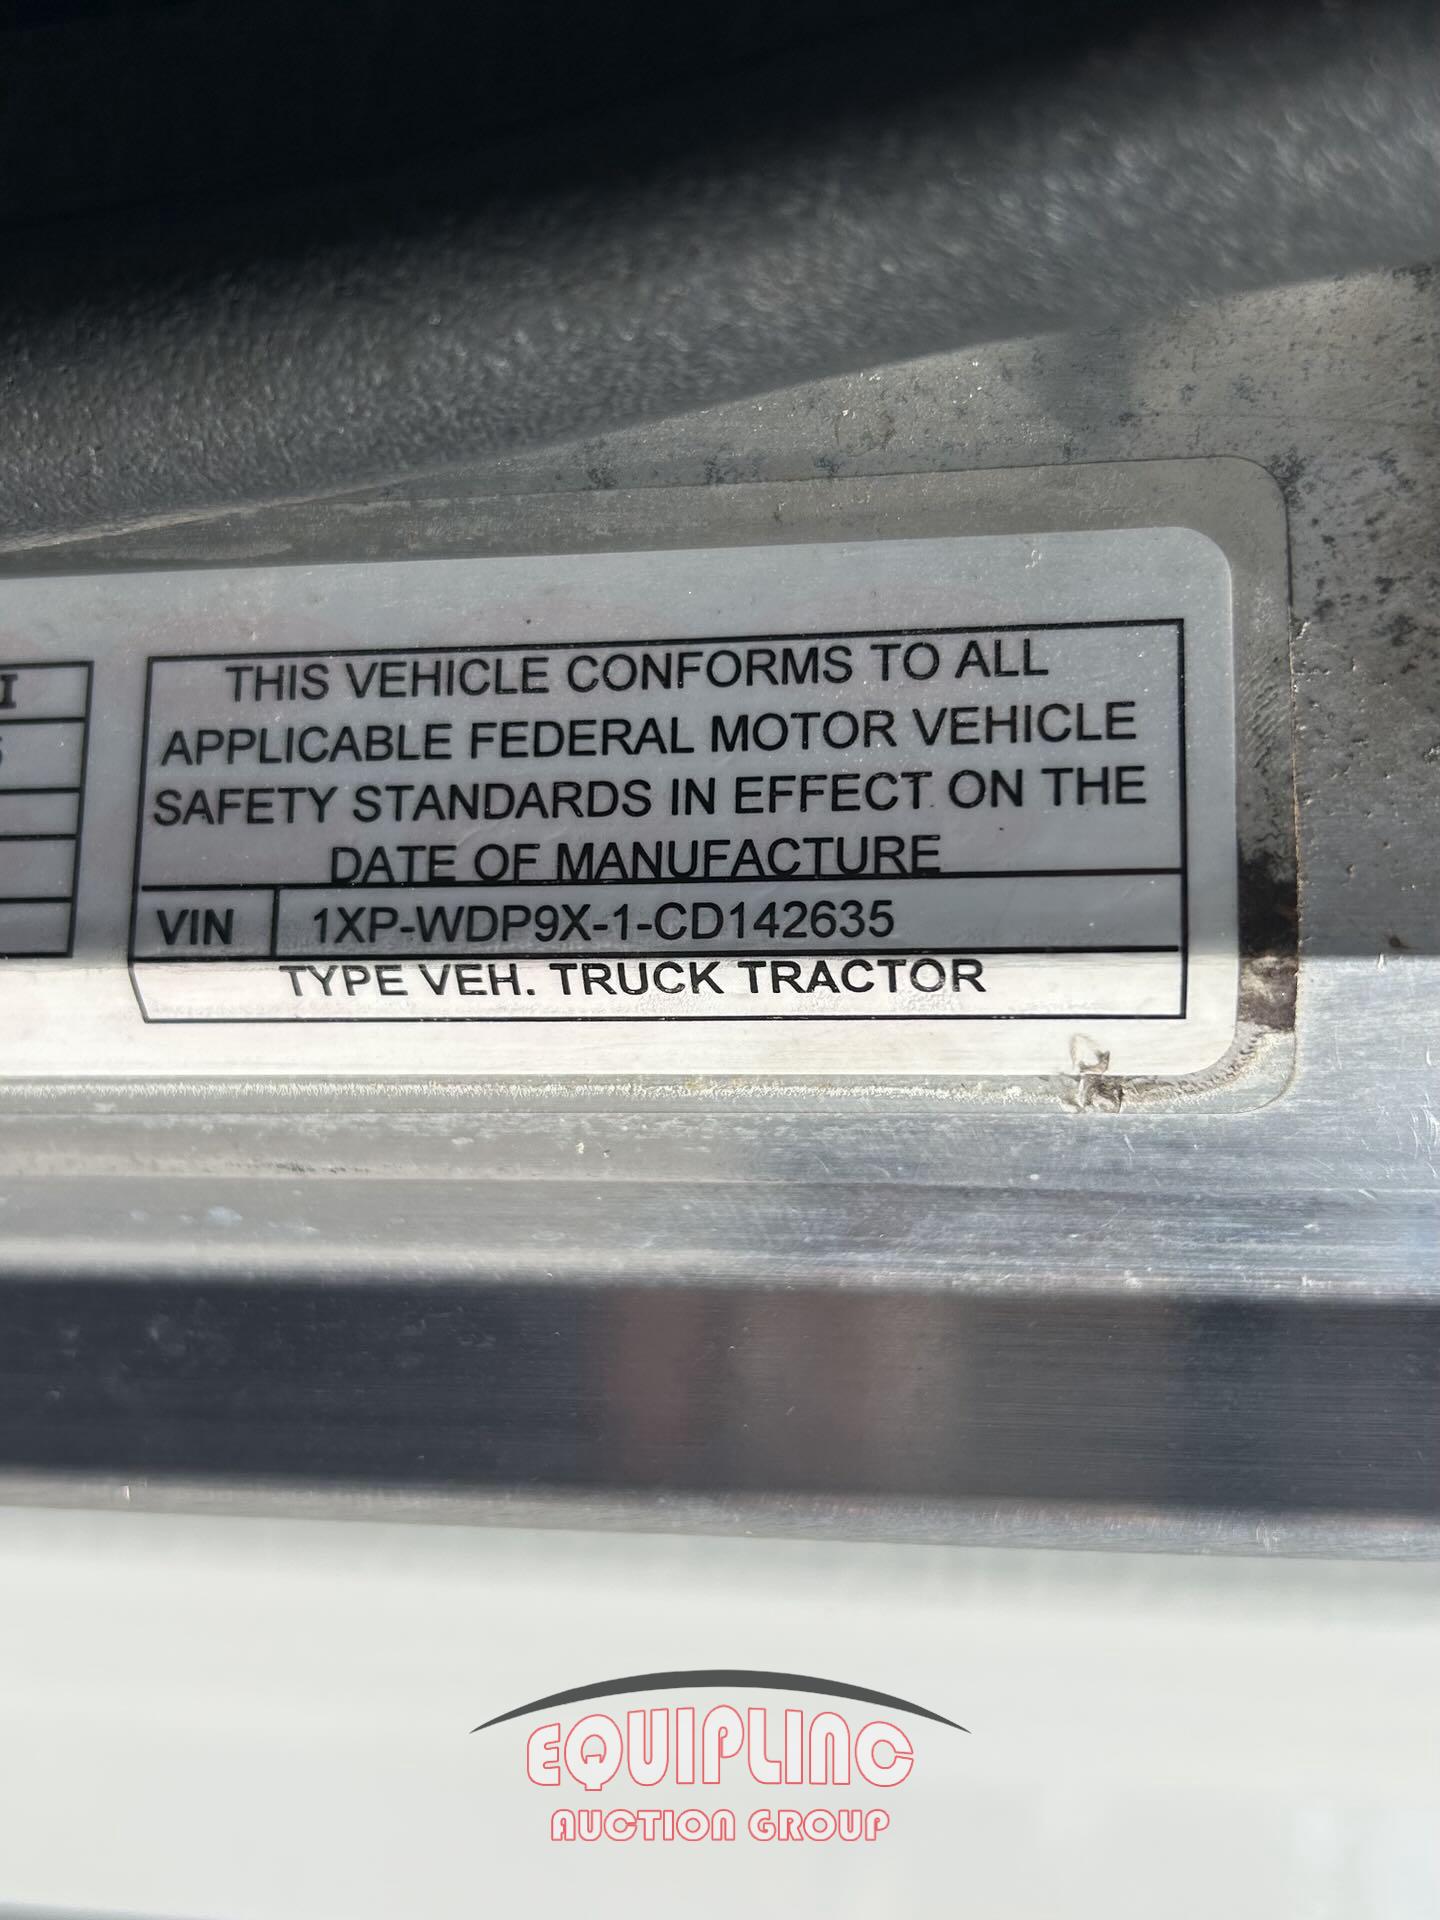 THIS VEHICLE CONFORMS TO ALL
APPLICABLE FEDERAL MOTOR VEHICLE
SAFETY STANDARDS IN EFFECT ON THE
DATE OF MANUFACTURE
VIN 1XP-WDP9X-1-CD142635
TYPE VEH. TRUCK TRACTOR
EQUIPLINC
AUCTION GROUP